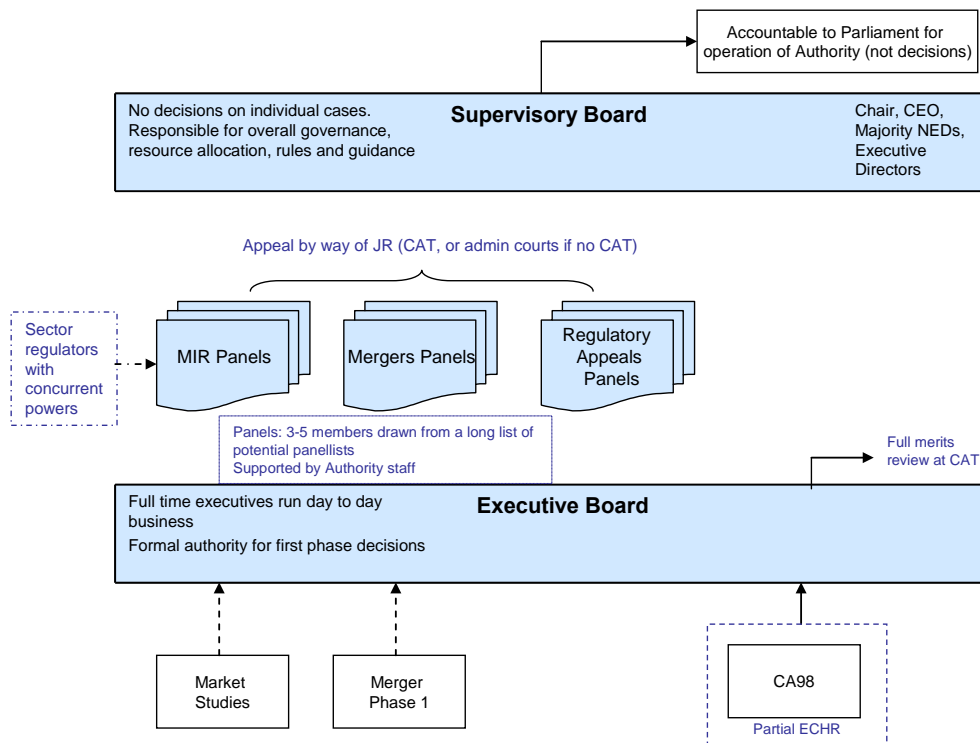 Accountable to Parliament for
operation of Authority (not decisions)
No decisions on individual cases.
Responsible for overall governance,
resource allocation, rules and guidance
Supervisory Board
Chair, CEO,
Majority NEDs,
Executive
Directors
Appeal by way of JR (CAT, or admin courts if no CAT)
Sector
regulators
with
concurrent
powers
MIR Panels
Mergers Panels
Regulatory
Appeals
Panels
Panels: 3-5 members drawn from a long list of
potential panellists
Supported by Authority staff
Full merits
review at CAT
Full time executives run day to day
business
Formal authority for first phase decisions
Executive Board
Market
Studies
Merger
Phase 1
CA98
Partial ECHR